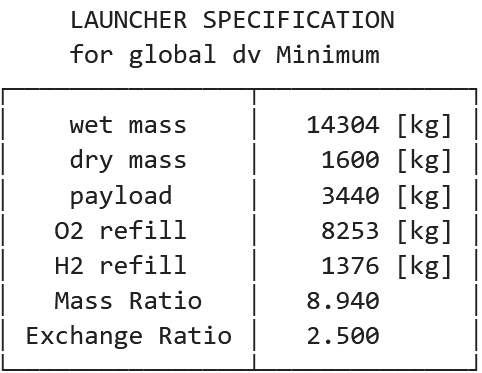 LAUNCHER SPECIFICATION
for global dv Minimum
wet mass 14304 [kg]
dry mass 1600 [kg]
payload 3440 [kg]
O2 refill 8253 [kg]
H2 refill 1376 [kg]
Mass Ratio 8.940
Exchange Ratio 2.500